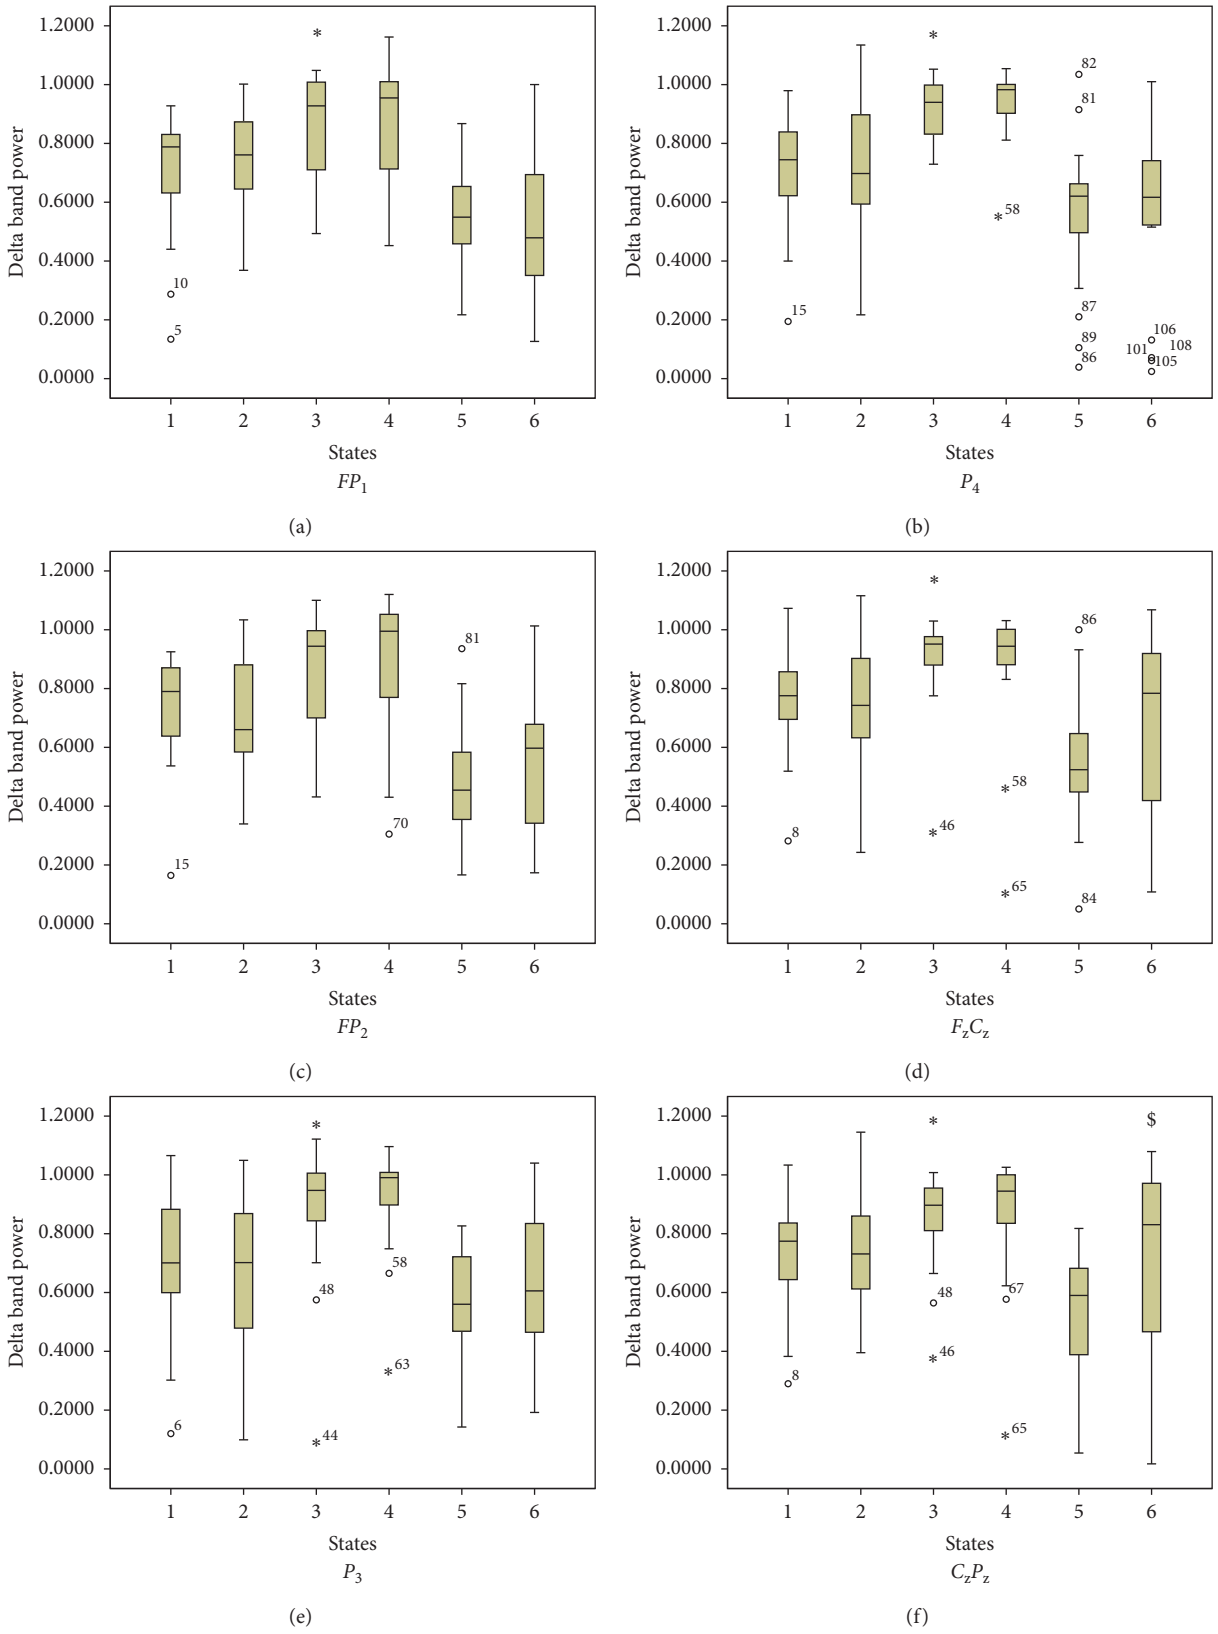 1.2000
1.0000
0.8000
0.6000
0.4000
0.2000
0.0000
Delta band power
*
10
5
1 2 3 4 5 6
States
FP1
(a)
1.2000
1.0000
0.8000
0.6000
0.4000
0.2000
0.0000
Delta band power
*
82
81
*58
15
87
89
86
106
101 108
105
1 2 3 4 5 6
States
P4
(b)
1.2000
1.0000
0.8000
0.6000
0.4000
0.2000
0.0000
Delta band power
81
70
15
1 2 3 4 5 6
States
FP2
(c)
1.2000
1.0000
0.8000
0.6000
0.4000
0.2000
0.0000
Delta band power
*
86
*58
8
*46
*65
84
1 2 3 4 5 6
States
FzCz
(d)
1.2000
1.0000
0.8000
0.6000
0.4000
0.2000
0.0000
Delta band power
*
58
48
*63
6
*44
1 2 3 4 5 6
States
P3
(e)
1.2000
1.0000
0.8000
0.6000
0.4000
0.2000
0.0000
Delta band power
* $
48
67
*46
8
*65
1 2 3 4 5 6
States
CzPz
(f)